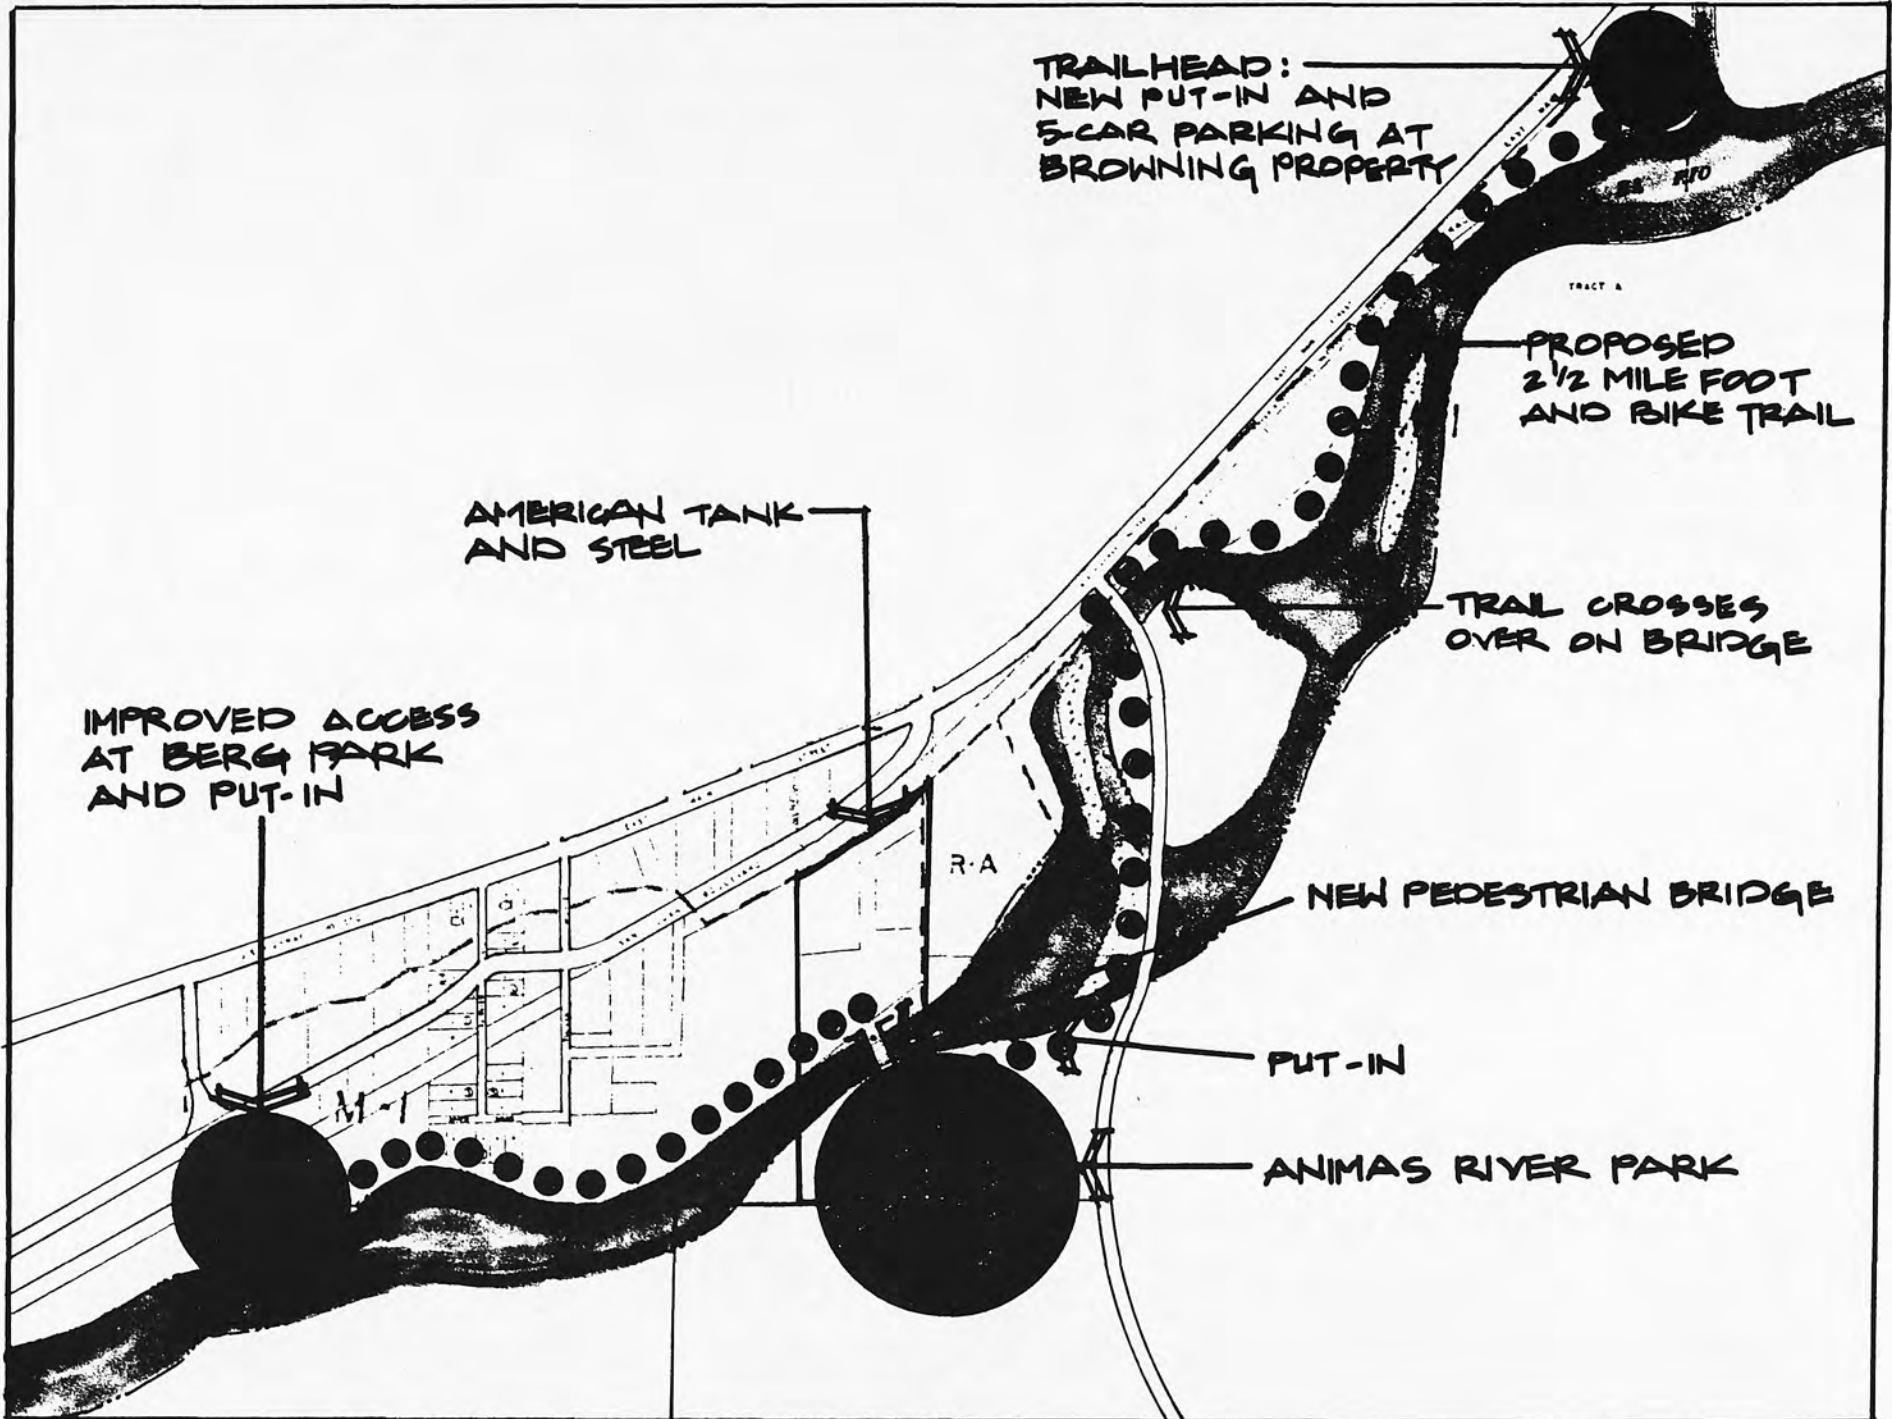 TRAILHEAD:
NEW PUT-IN AND
5-CAR PARKING AT
BROWNING PROPERTY
RIO
TRACT A
PROPOSED
2 1/2 MILE FOOT
AND BIKE TRAIL
AMERICAN TANK
AND STEEL
TRAIL CROSSES
OVER ON BRIDGE
IMPROVED ACCESS
AT BERG PARK
AND PUT-IN
R-A
NEW PEDESTRIAN BRIDGE
PUT-IN
M-1
ANIMAS RIVER PARK